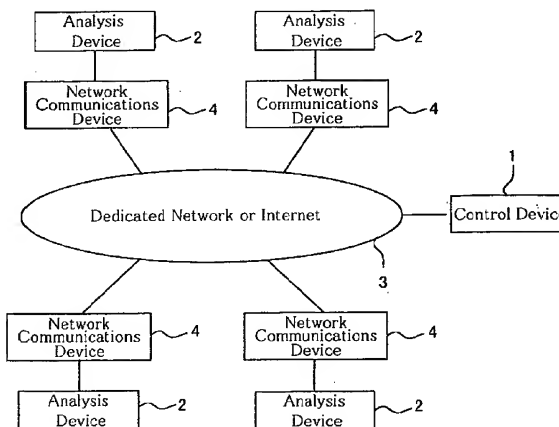 Analysis
Device
2
Analysis
Device
2
Network
Communications
Device
4
Network
Communications
Device
4
1
Dedicated Network or Internet
Control Device
3
Network
Communications
Device
4
Network
Communications
Device
4
Analysis
Device
2
Analysis
Device
2